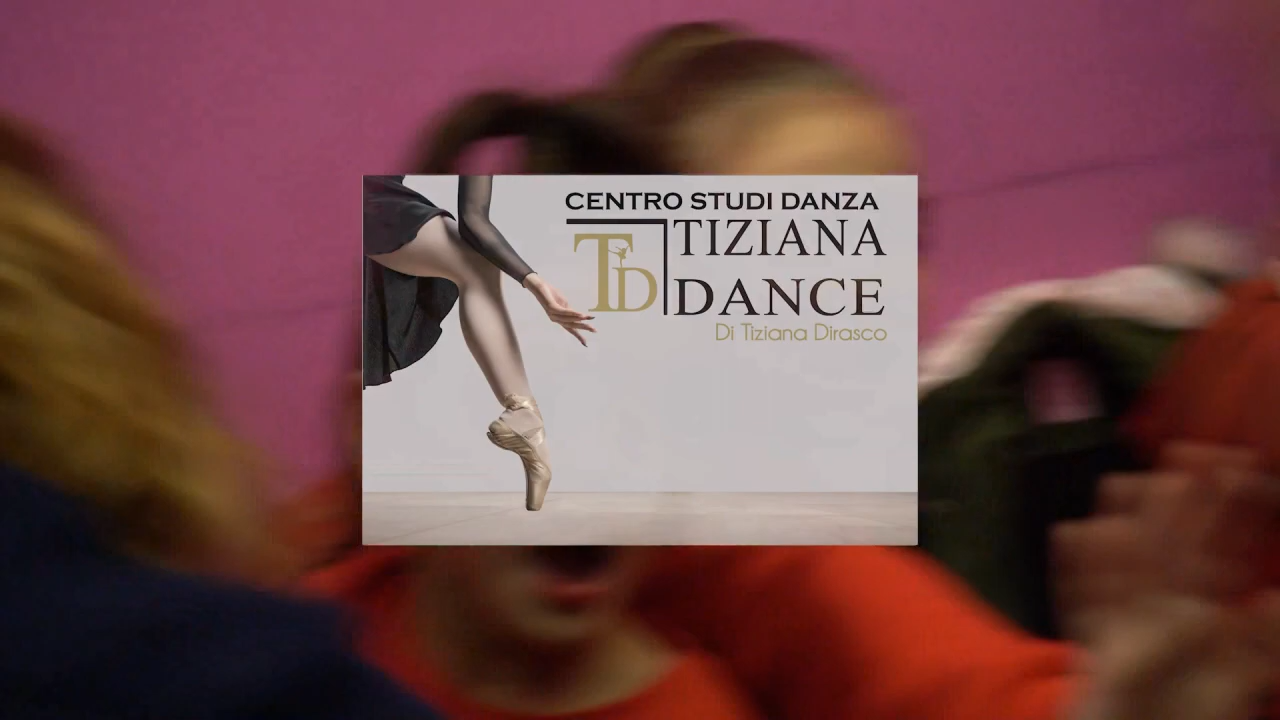 CENTRO STUDI DANZA
TD
TIZIANA
DANCE
Di Tiziana Dirasco